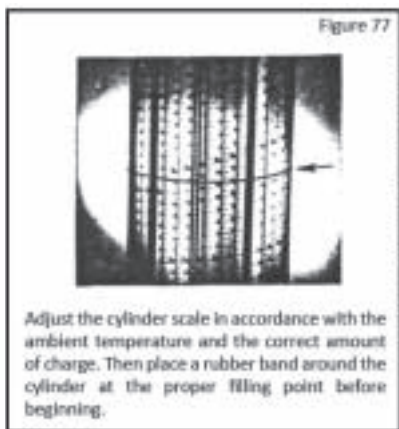 Figure 77
Adjust the cylinder scale in accordance with the
ambient temperature and the correct amount
of charge. Then place a rubber band around the
cylinder at the proper filling point before
beginning.